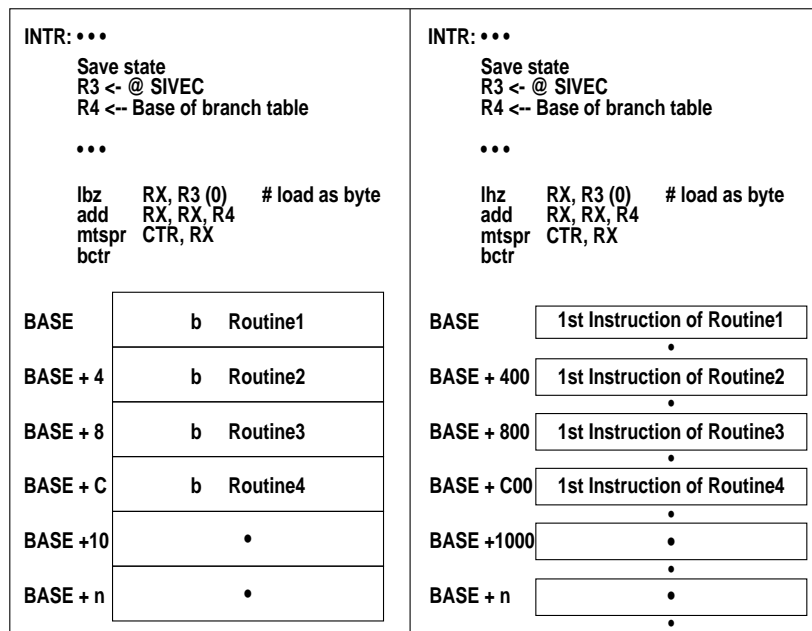 INTR: • • •
Save state
R3 <- @ SIVEC
R4 <-- Base of branch table
• • •
lbz RX, R3 (0) # load as byte
add RX, RX, R4
mtspr CTR, RX
bctr
BASE b Routine1
BASE + 4 b Routine2
BASE + 8 b Routine3
BASE + C b Routine4
BASE +10 •
BASE + n •
INTR: • • •
Save state
R3 <- @ SIVEC
R4 <-- Base of branch table
• • •
lhz RX, R3 (0) # load as byte
add RX, RX, R4
mtspr CTR, RX
bctr
BASE 1st Instruction of Routine1
•
BASE + 400 1st Instruction of Routine2
•
BASE + 800 1st Instruction of Routine3
•
BASE + C00 1st Instruction of Routine4
•
BASE +1000 •
•
BASE + n •
•